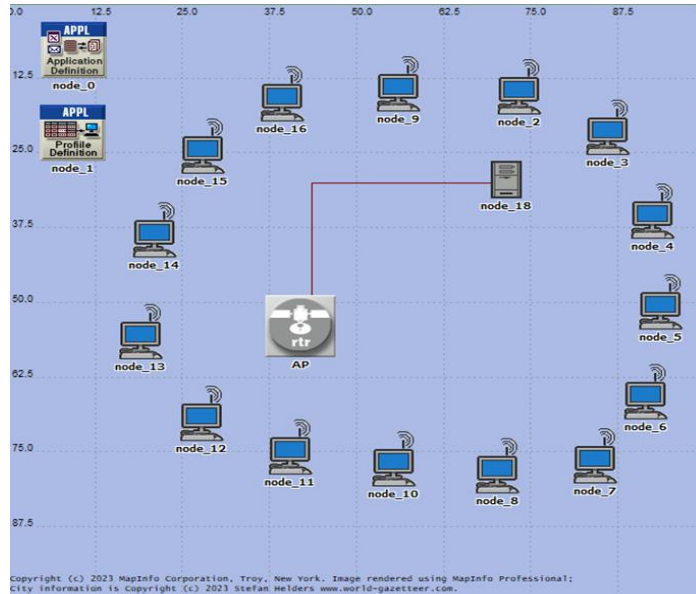 0.0 12.5 25.0 37.5 50.0 62.5 75.0 87.5
APPL
Application
Definition
node_0
12.5
APPL
Profiile
Definition
node_1
node_16
node_9
node_2
node_3
25.0
node_15
node_18
37.5
node_4
node_14
50.0
node_5
rtr
AP
node_13
62.5
node_6
75.0
node_12
node_11
node_10
node_8
node_7
87.5
Copyright (c) 2023 MapInfo Corporation, Troy, New York. Image rendered using MapInfo Professional;
City information is Copyright (c) 2023 Stefan Helders www.world-gazetteer.com.